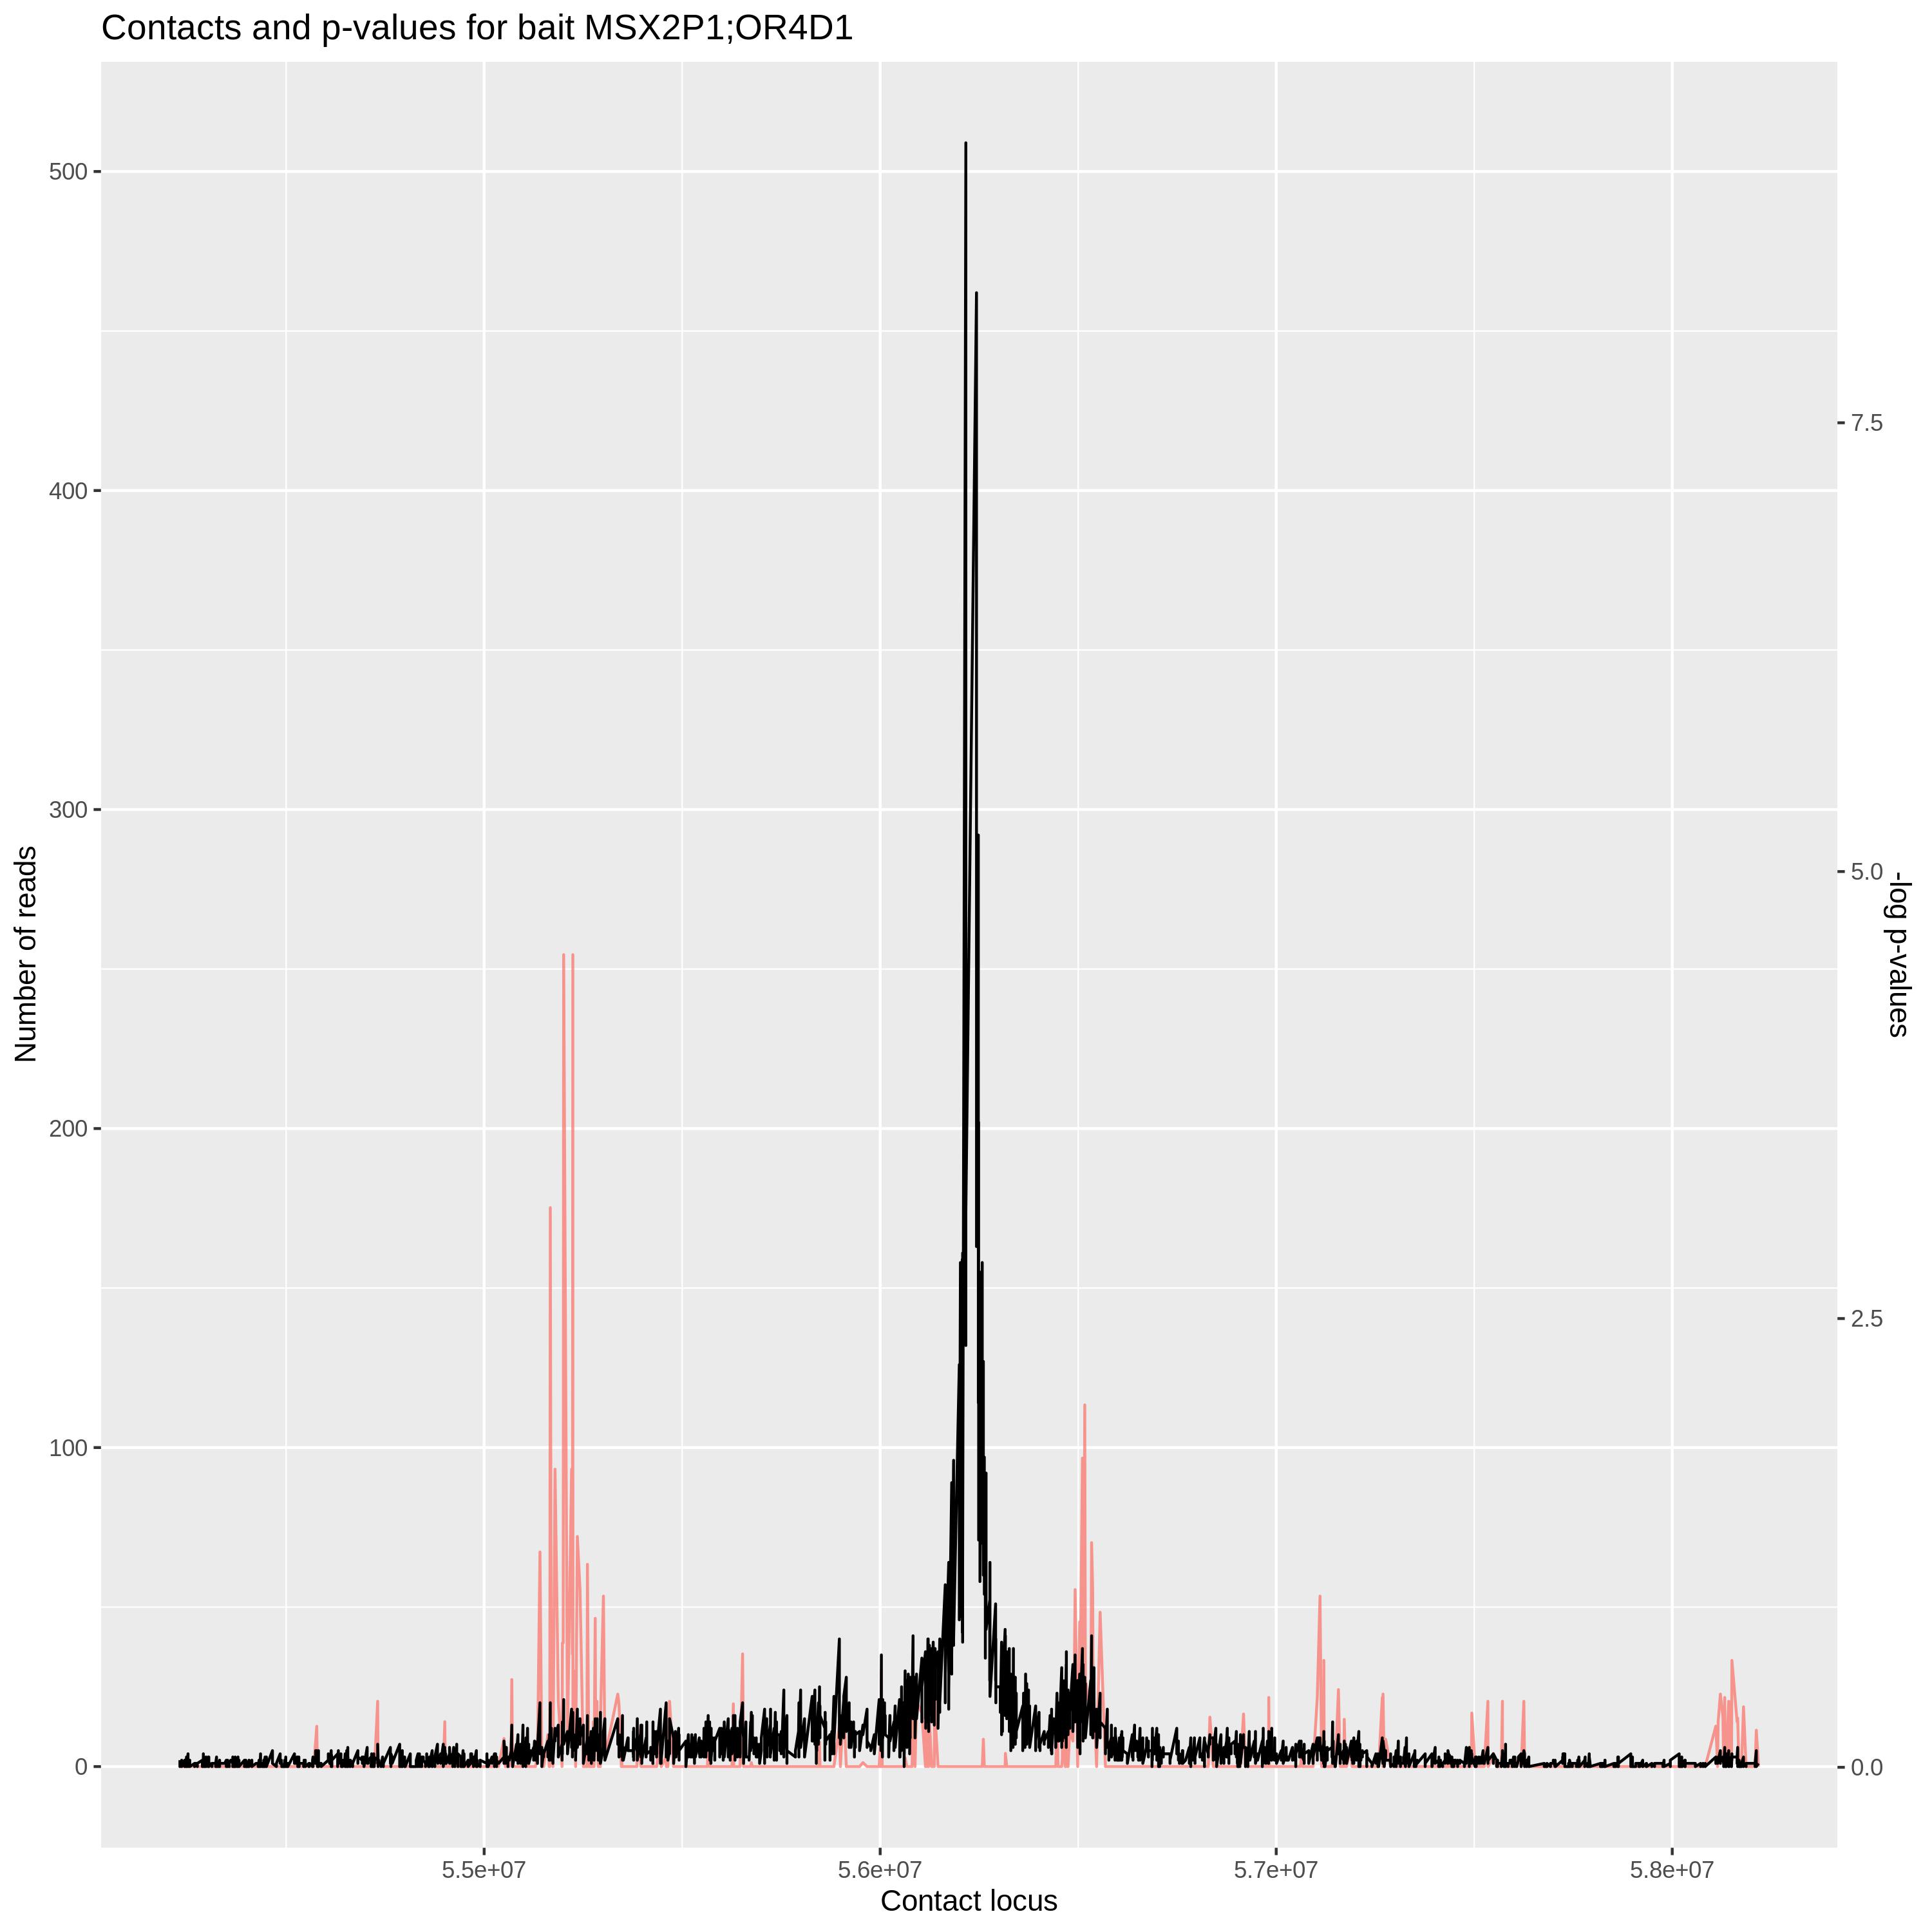 Contacts and p-values for bait MSX2P1;OR4D1
500
400
300
200
100
0
Number of reads
7.5
5.0
2.5
0.0
-log p-values
5.5e+07
5.6e+07
5.7e+07
5.8e+07
Contact locus